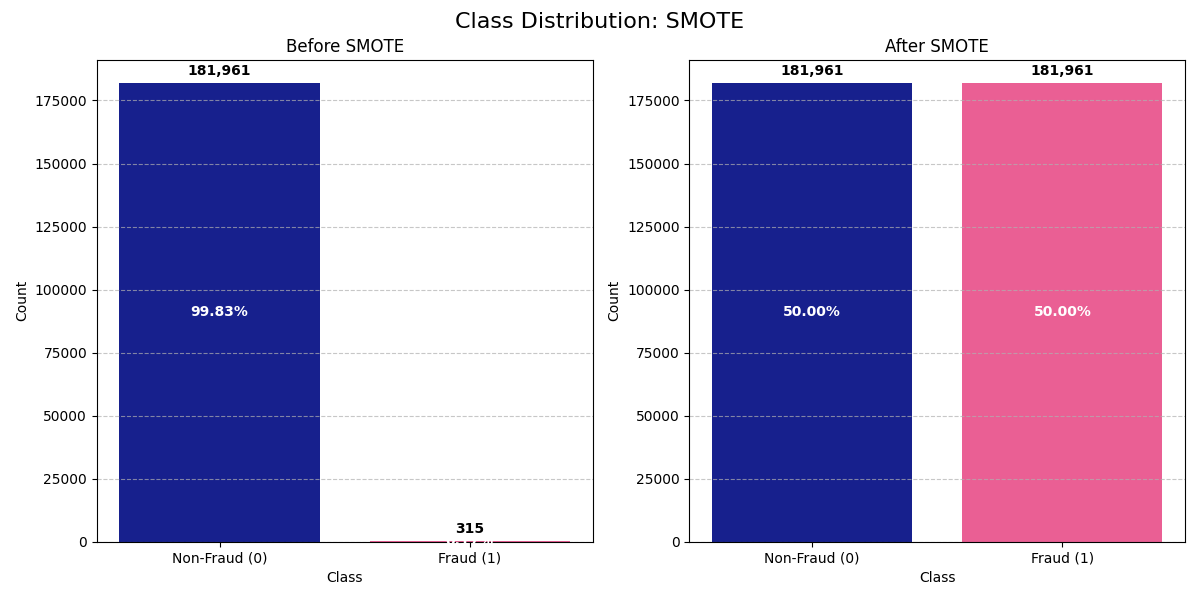 Class Distribution: SMOTE
Before SMOTE
181,961
175000
150000
125000
100000
75000
50000
25000
0
Count
99.83%
315
Non-Fraud (0)
Fraud (1)
Class
After SMOTE
181,961
181,961
175000
150000
125000
100000
75000
50000
25000
0
Count
50.00%
50.00%
Non-Fraud (0)
Fraud (1)
Class